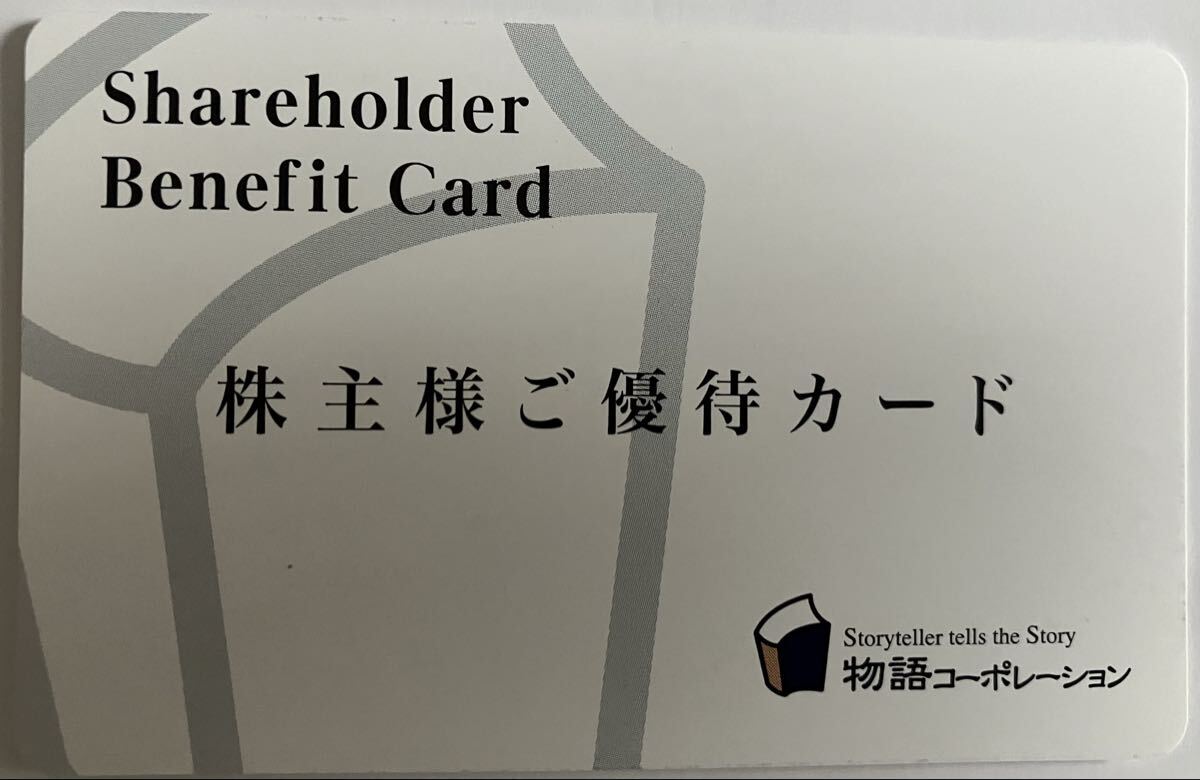 Shareholder
Benefit Card
株主様ご優待カード
Storyteller tells the Story
物語コーポレーション